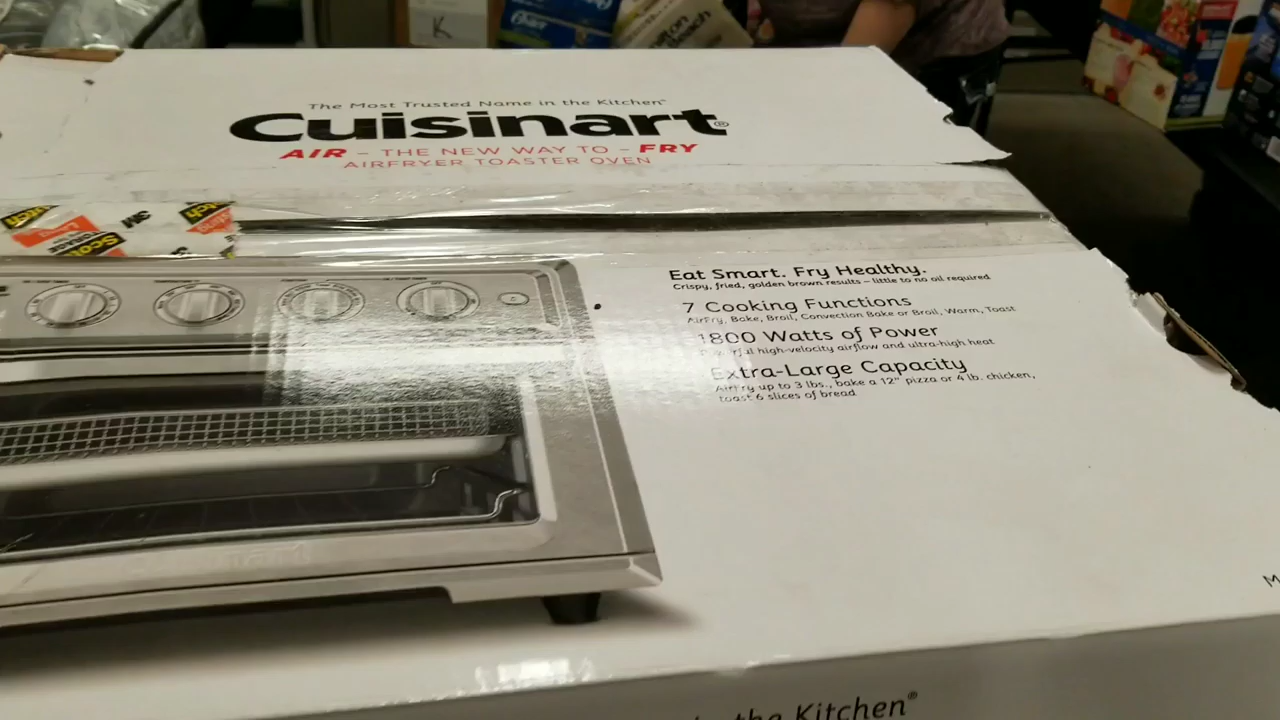 K
Oster
The Most Trusted Name in the Kitchen
Cuisinart®
AIR – THE NEW WAY TO – FRY
AIRFRYER TOASTER OVEN
3M
Eat Smart. Fry Healthy.
Crispy, fried, golden brown results – little to no oil required
7 Cooking Functions
AirFry, Bake, Broil, Convection Bake or Broil, Warm, Toast
1800 Watts of Power
Powerful high-velocity airflow and ultra-high heat
Extra-Large Capacity
AirFry up to 3 lbs., bake a 12" pizza or 4 lb. chicken,
toast 6 slices of bread
Cuisinart
the Kitchen®